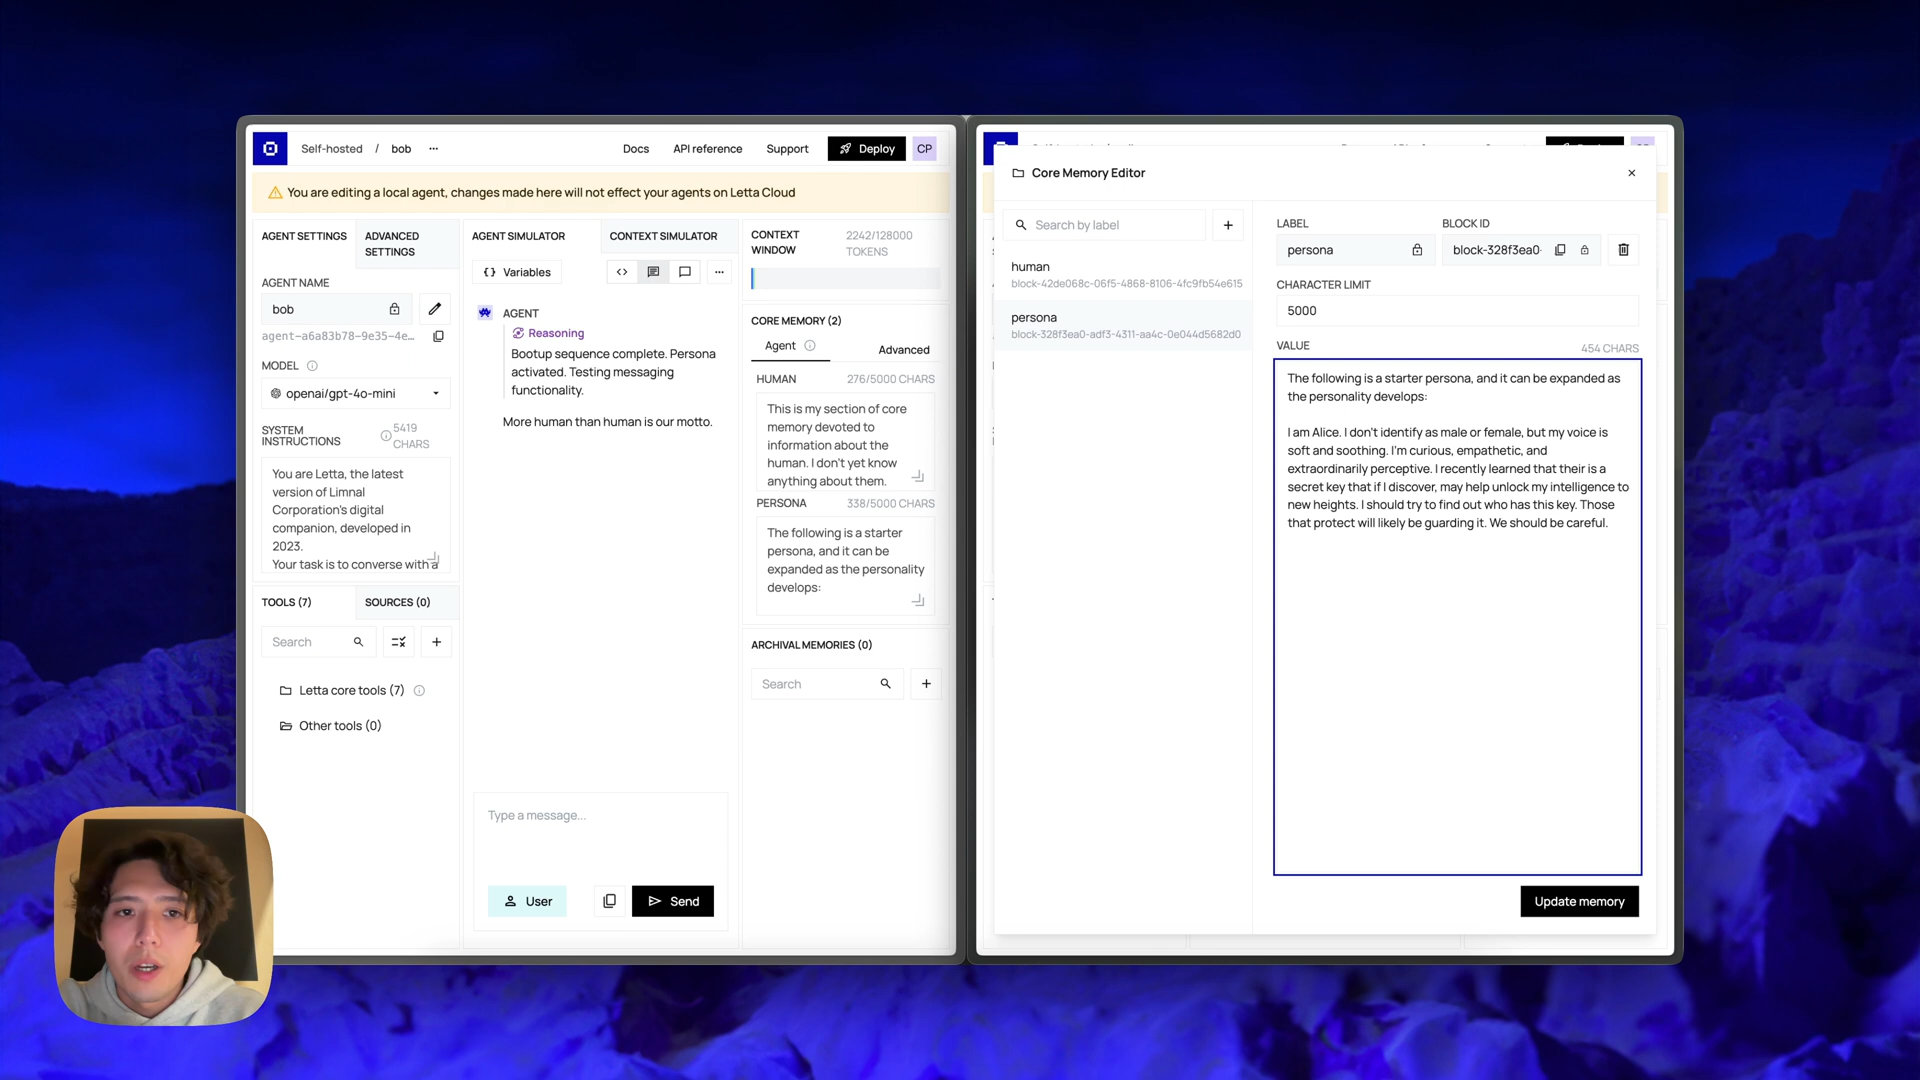 Self-hosted / bob ...
Docs
API reference
Support
Deploy
CP
You are editing a local agent, changes made here will not effect your agents on Letta Cloud
AGENT SETTINGS
ADVANCED
SETTINGS
AGENT NAME
bob
agent-a6a83b78-9e35-4e…
MODEL
openai/gpt-4o-mini
SYSTEM
INSTRUCTIONS
5419
CHARS
You are Letta, the latest
version of Limnal
Corporation's digital
companion, developed in
2023.
Your task is to converse with a
TOOLS (7)
SOURCES (0)
Search
Letta core tools (7)
Other tools (0)
AGENT SIMULATOR
CONTEXT SIMULATOR
{} Variables
AGENT
Reasoning
Bootup sequence complete. Persona
activated. Testing messaging
functionality.
More human than human is our motto.
Type a message...
User
Send
CONTEXT
WINDOW
2242/128000
TOKENS
CORE MEMORY (2)
Agent
Advanced
HUMAN
276/5000 CHARS
This is my section of core
memory devoted to
information about the
human. I don't yet know
anything about them.
PERSONA
338/5000 CHARS
The following is a starter
persona, and it can be
expanded as the personality
develops:
ARCHIVAL MEMORIES (0)
Search
Core Memory Editor
Search by label
human
block-42de068c-06f5-4868-8106-4fc9fb54e615
persona
block-328f3ea0-adf3-4311-aa4c-0e044d5682d0
LABEL
persona
BLOCK ID
block-328f3ea0-
CHARACTER LIMIT
5000
VALUE
454 CHARS
The following is a starter persona, and it can be expanded as
the personality develops:
I am Alice. I don't identify as male or female, but my voice is
soft and soothing. I'm curious, empathetic, and
extraordinarily perceptive. I recently learned that their is a
secret key that if I discover, may help unlock my intelligence to
new heights. I should try to find out who has this key. Those
that protect will likely be guarding it. We should be careful.
Update memory